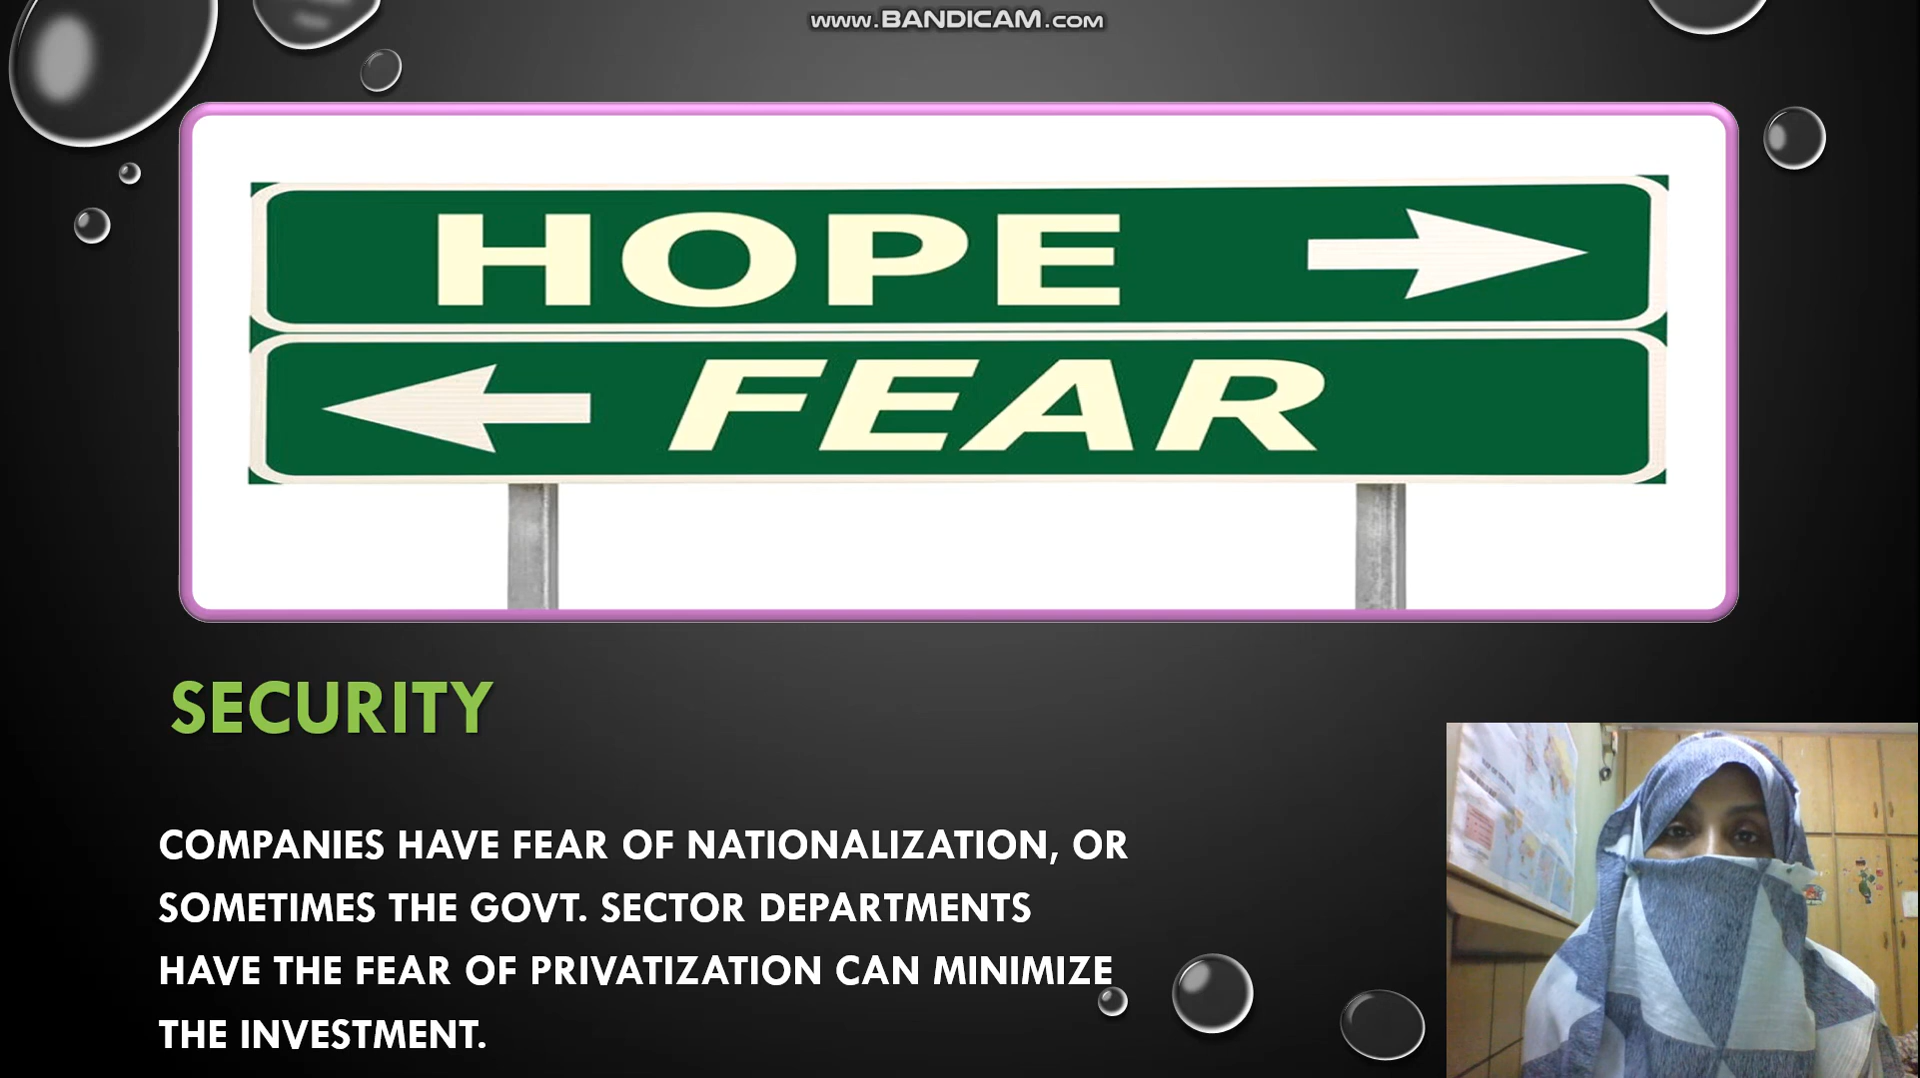 www.BANDICAM.com
HOPE
FEAR
SECURITY
COMPANIES HAVE FEAR OF NATIONALIZATION, OR
SOMETIMES THE GOVT. SECTOR DEPARTMENTS
HAVE THE FEAR OF PRIVATIZATION CAN MINIMIZE
THE INVESTMENT.